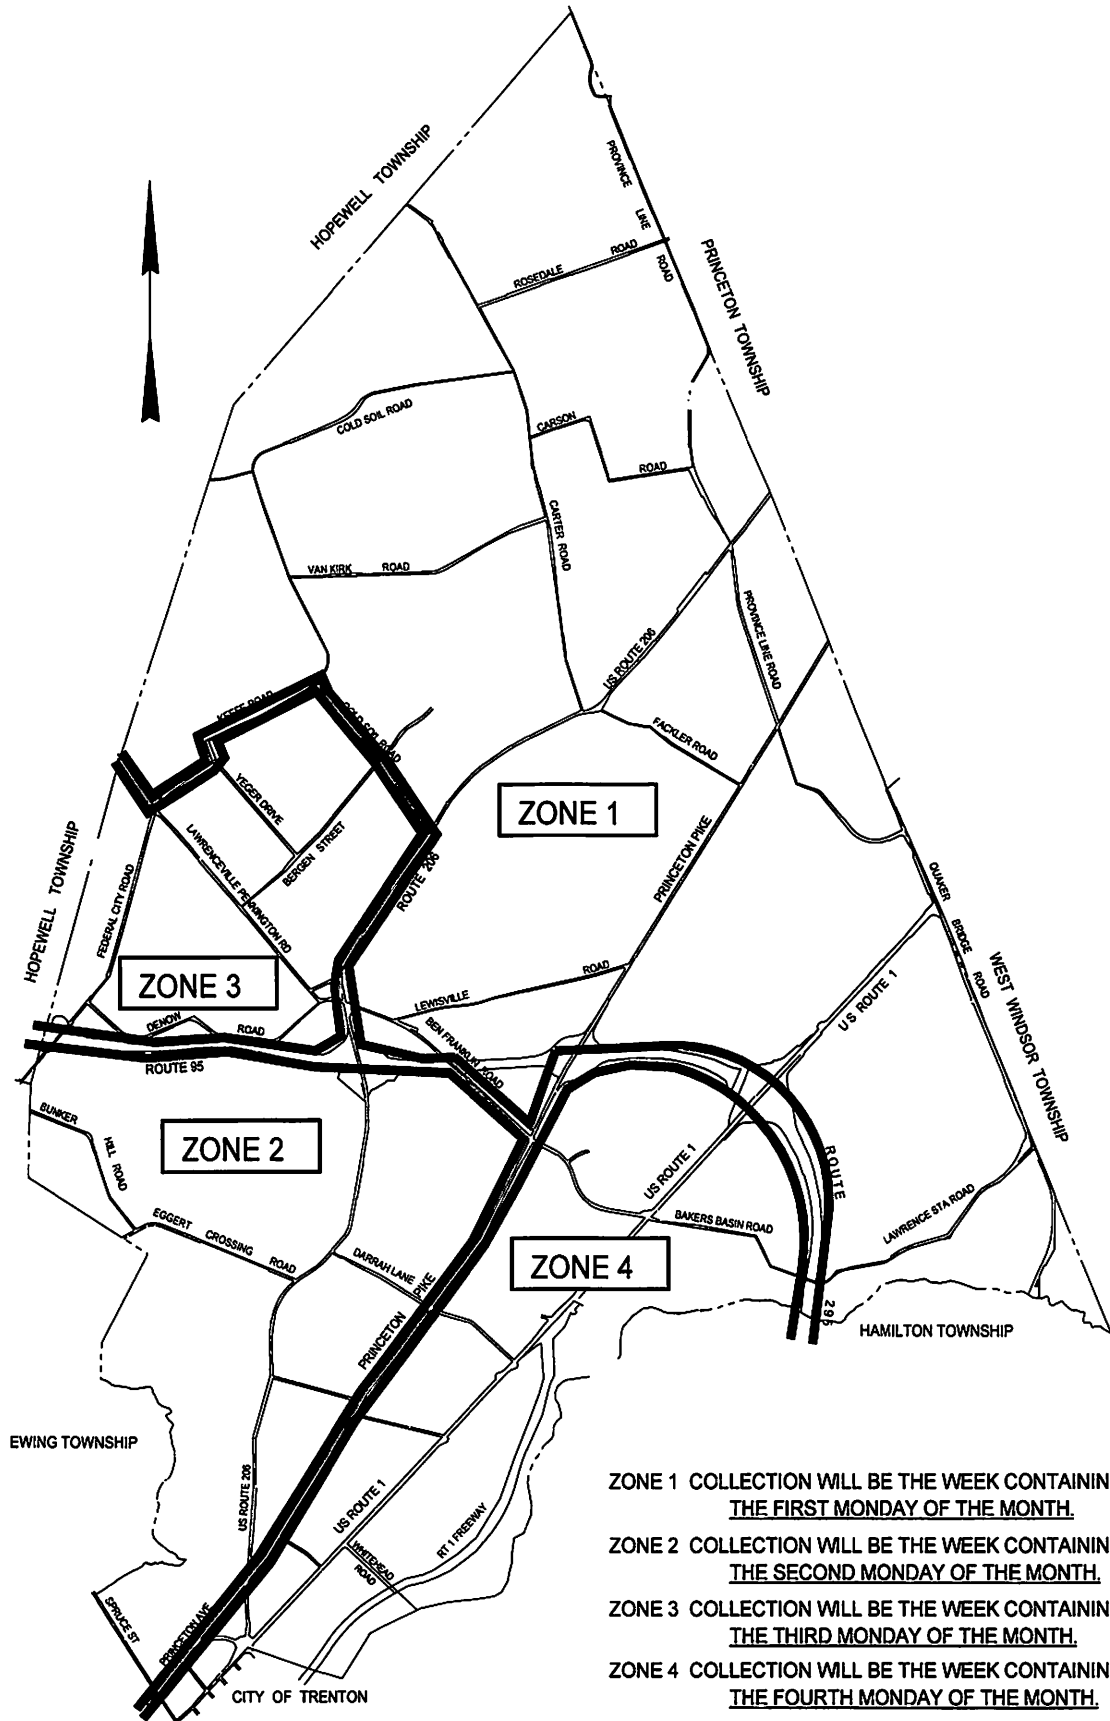 HOPEWELL TOWNSHIP
PROVINCE LINE ROAD
ROSEDALE ROAD
PRINCETON TOWNSHIP
COLD SOIL ROAD
CARSON ROAD
CARTER ROAD
VAN KIRK ROAD
PROVINCE LINE ROAD
US ROUTE 206
KEEFE ROAD
COLD SOIL ROAD
FACKLER ROAD
YEGER DRIVE
ZONE 1
BERGEN STREET
LAWRENCEVILLE PENNINGTON RD
PRINCETON PIKE
ROUTE 206
HOPEWELL TOWNSHIP
FEDERAL CITY ROAD
QUAKER BRIDGE ROAD
WEST WINDSOR TOWNSHIP
ZONE 3
LEWISVILLE ROAD
US ROUTE 1
DENOW ROAD
BEN FRANKLIN ROAD
ROUTE 95
BUNKER HILL ROAD
ZONE 2
US ROUTE 1
ROUTE 295
BAKERS BASIN ROAD
LAWRENCE STA ROAD
EGGERT CROSSING ROAD
DARRAH LANE
ZONE 4
PRINCETON PIKE
HAMILTON TOWNSHIP
EWING TOWNSHIP
US ROUTE 206
US ROUTE 1
RT 1 FREEWAY
WHITEHEAD ROAD
SPRUCE ST
PRINCETON AVE
CITY OF TRENTON
ZONE 1 COLLECTION WILL BE THE WEEK CONTAININ
THE FIRST MONDAY OF THE MONTH.
ZONE 2 COLLECTION WILL BE THE WEEK CONTAININ
THE SECOND MONDAY OF THE MONTH.
ZONE 3 COLLECTION WILL BE THE WEEK CONTAININ
THE THIRD MONDAY OF THE MONTH.
ZONE 4 COLLECTION WILL BE THE WEEK CONTAININ
THE FOURTH MONDAY OF THE MONTH.